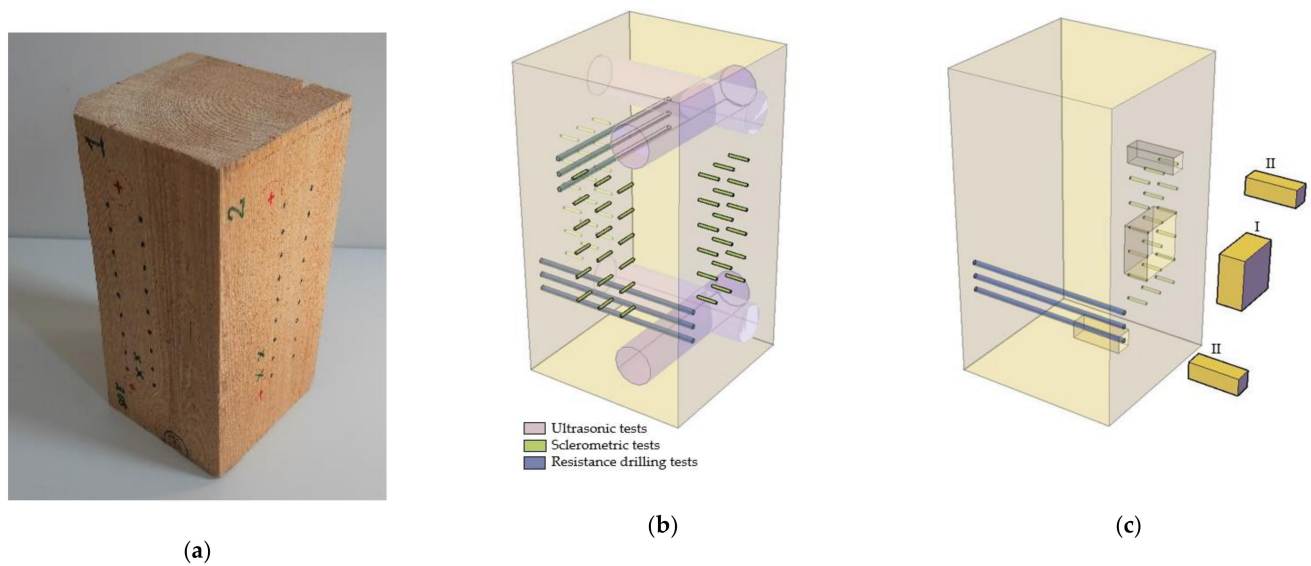 1
2
II
I
II
Ultrasonic tests
Sclerometric tests
Resistance drilling tests
(a)
(b)
(c)